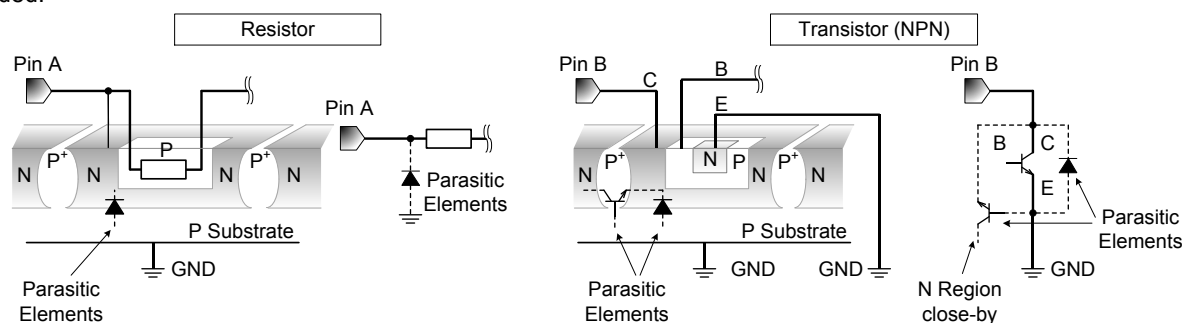 Resistor
Pin A
P
N
P+
N
P+
N
P Substrate
GND
Parasitic
Elements
Pin A
Parasitic
Elements
Transistor (NPN)
Pin B
C
B
E
N
P+
N
N
P
P+
N
P Substrate
GND
GND
Parasitic
Elements
Pin B
B
C
E
Parasitic
Elements
GND
N Region
close-by